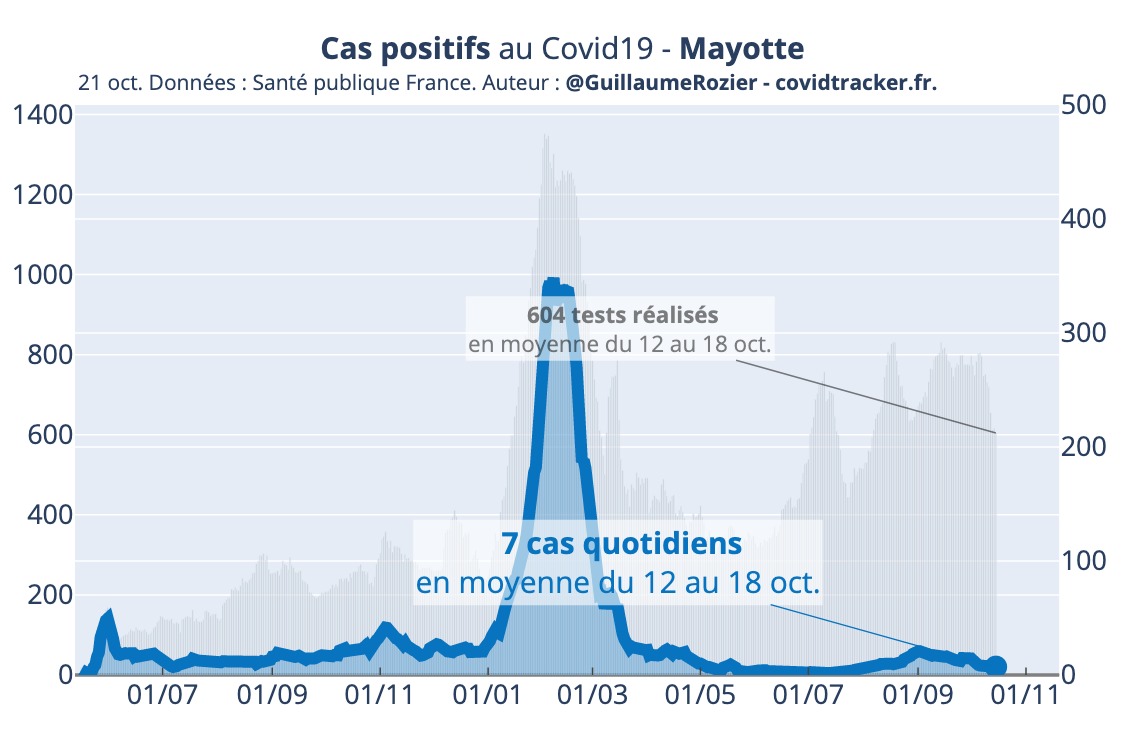 Cas positifs au Covid19 - Mayotte
21 oct. Données : Santé publique France. Auteur : @GuillaumeRozier - covidtracker.fr.
1400
1200
1000
800
600
400
200
0
500
400
300
200
100
0
604 tests réalisés
en moyenne du 12 au 18 oct.
7 cas quotidiens
en moyenne du 12 au 18 oct.
01/07 01/09 01/11 01/01 01/03 01/05 01/07 01/09 01/11